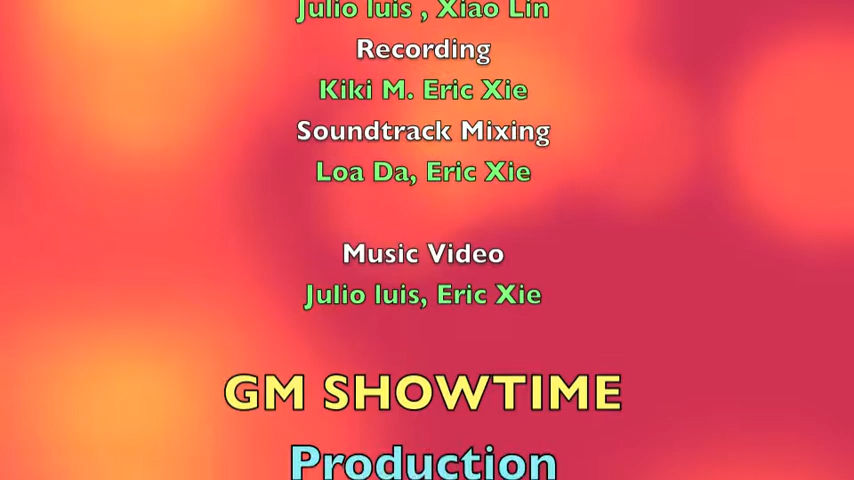 Julio luis , Xiao Lin
Recording
Kiki M. Eric Xie
Soundtrack Mixing
Loa Da, Eric Xie
Music Video
Julio luis, Eric Xie
GM SHOWTIME
Production